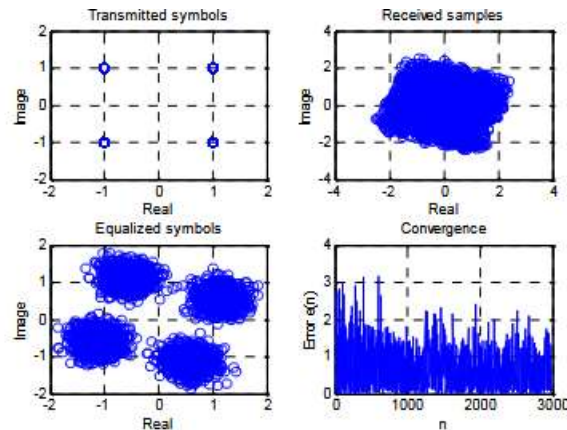 Transmitted symbols
2
1
0
-1
-2
Image
-2 -1 0 1 2
Real
Received samples
4
2
0
-2
-4
Image
-4 -2 0 2 4
Real
Equalized symbols
2
1
0
-1
-2
Image
-2 -1 0 1 2
Real
Convergence
4
3
2
1
0
Error e(n)
0 1000 2000 3000
n